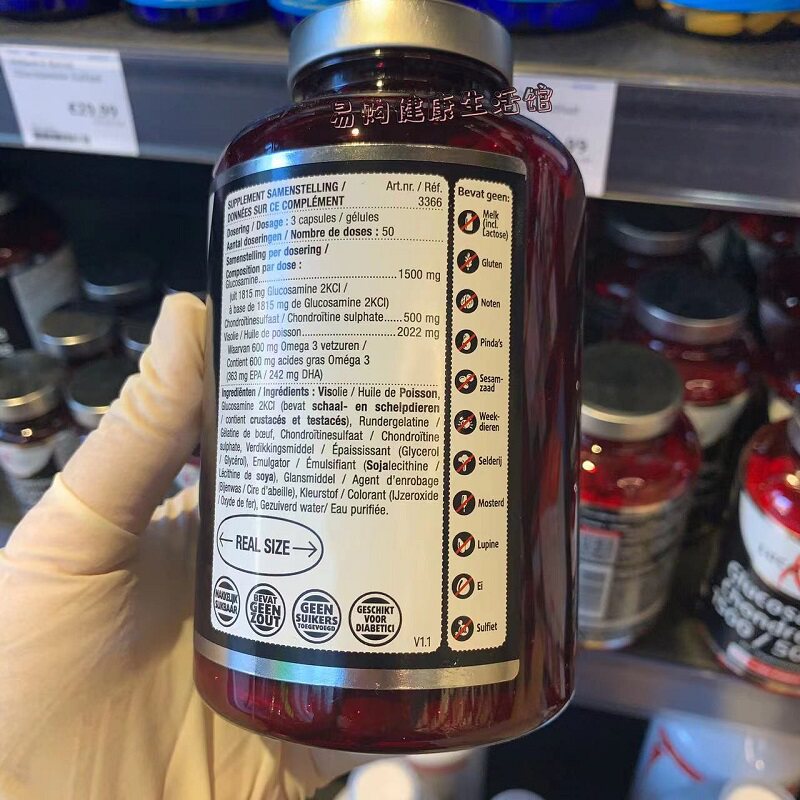 €29,99
易购健康生活馆
,99
SUPPLEMENT SAMENSTELLING /
DONNÉES SUR CE COMPLÉMENT
Art.nr. / Réf.
3366
Dosering / Dosage : 3 capsules / gélules
Aantal doseringen / Nombre de doses : 50
Samenstelling per dosering /
Composition par dose :
Glucosamine..........1500 mg
(uit 1815 mg Glucosamine 2KCl /
à base de 1815 mg de Glucosamine 2KCl)
Chondroïtinesulfaat / Chondroïtine sulphate......500 mg
Visolie / Huile de poisson..........2022 mg
Waarvan 600 mg Omega 3 vetzuren /
Contient 600 mg acides gras Oméga 3
(363 mg EPA / 242 mg DHA)
Ingrediënten / Ingrédients : Visolie / Huile de Poisson,
Glucosamine 2KCl (bevat schaal- en schelpdieren
/ contient crustacés et testacés), Rundergelatine /
Gélatine de bœuf, Chondroïtinesulfaat / Chondroïtine
sulphate, Verdikkingsmiddel / Épaississant (Glycerol
/ Glycérol), Emulgator / Émulsifiant (Sojalecithine /
Lécithine de soya), Glansmiddel / Agent d'enrobage
(Bijenwas / Cire d'abeille), Kleurstof / Colorant (IJzeroxide
/ Oxyde de fer), Gezuiverd water/ Eau purifiée.
REAL SIZE
MAKKELIJK
SLIKBAAR
BEVAT
GEEN
ZOUT
GEEN
SUIKERS
TOEGEVOEGD
GESCHIKT
VOOR
DIABETICI
V1.1
Bevat geen:
Melk
(incl.
Lactose)
Gluten
Noten
Pinda's
Sesam-
zaad
Week-
dieren
Selderij
Mosterd
Lupine
Ei
Sulfiet